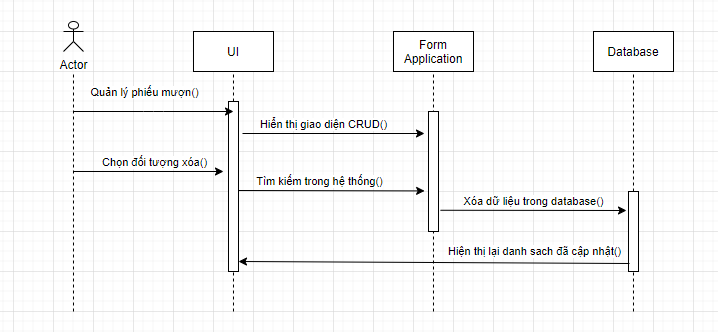 Actor
UI
Form
Application
Database
Quản lý phiếu mượn()
Hiển thị giao diện CRUD()
Chọn đối tượng xóa()
Tìm kiếm trong hệ thống()
Xóa dữ liệu trong database()
Hiện thị lại danh sach đã cập nhật()